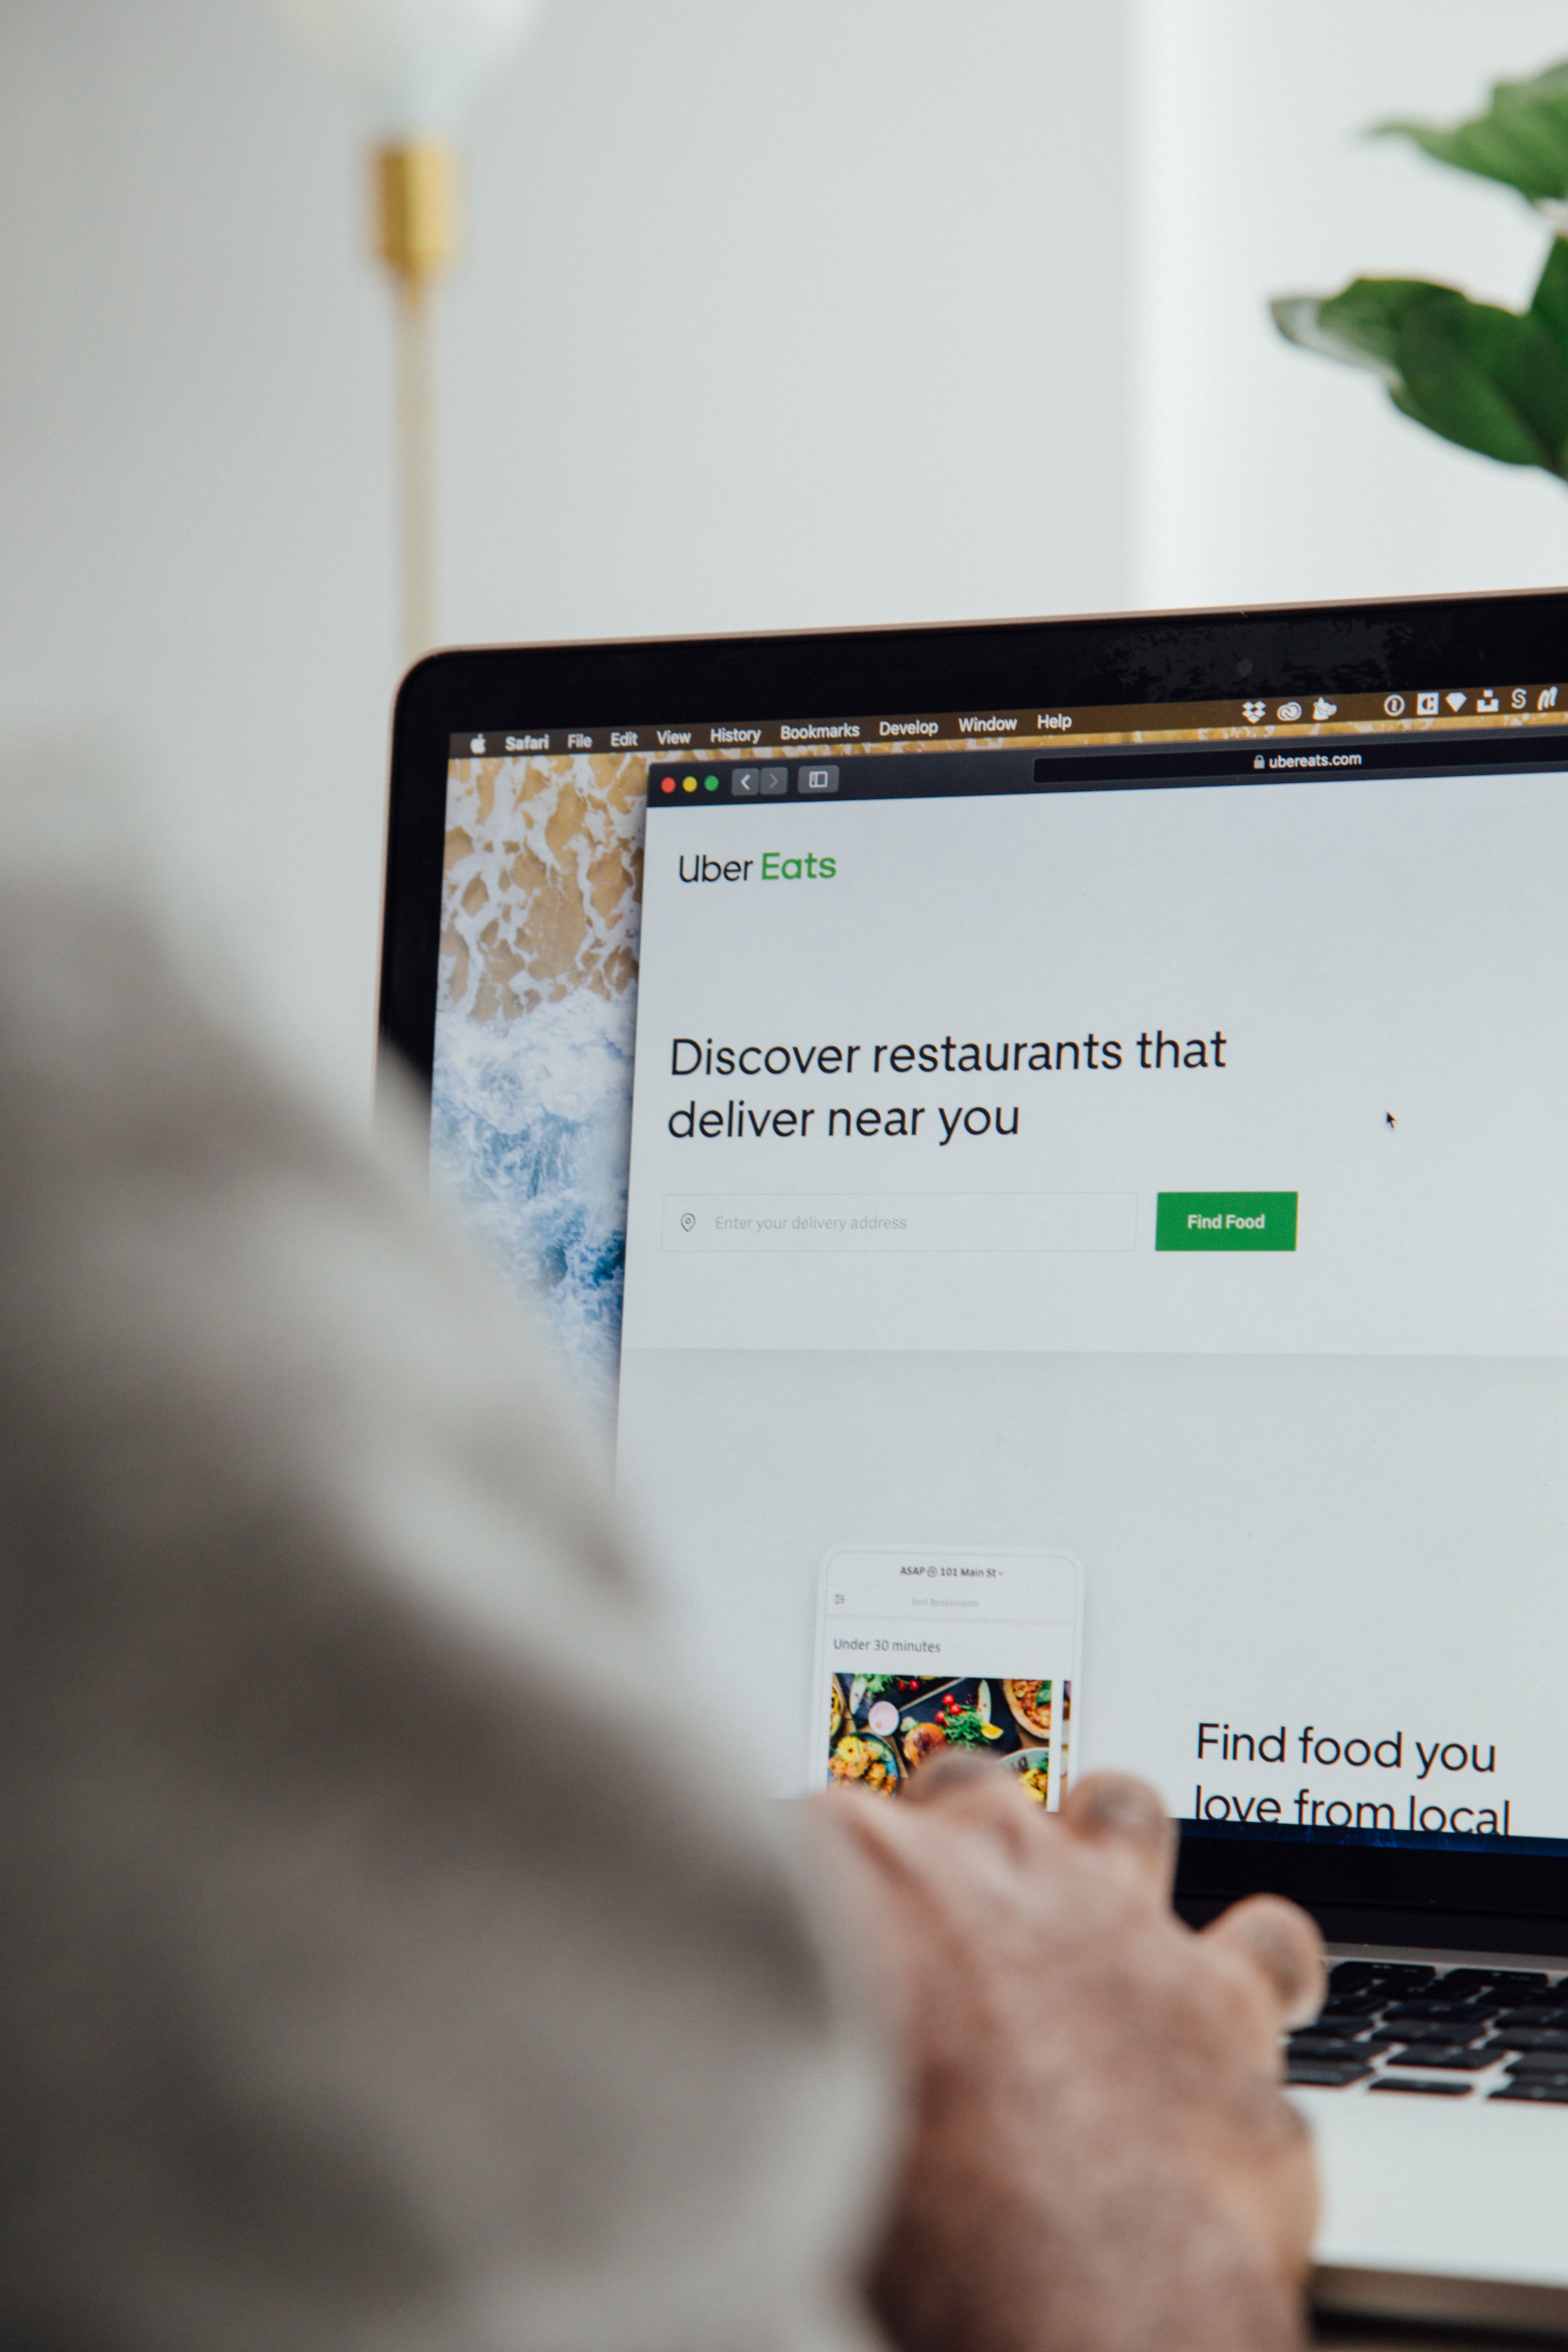 Safari File Edit View History Bookmarks Develop Window Help
ubereats.com
Uber Eats
Discover restaurants that
deliver near you
Enter your delivery address
Find Food
ASAP 101 Main St
Sort Restaurants
Under 30 minutes
Find food you
love from local